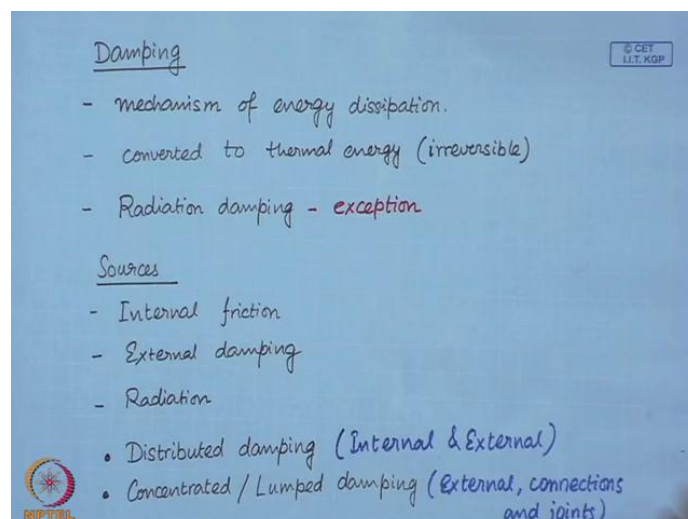 Damping
© CET
I.I.T. KGP
- mechanism of energy dissipation.
- converted to thermal energy (irreversible)
- Radiation damping - exception
Sources
- Internal friction
- External damping
- Radiation
• Distributed damping (Internal & External)
• Concentrated / Lumped damping (External, connections
and joints)
NPTEL